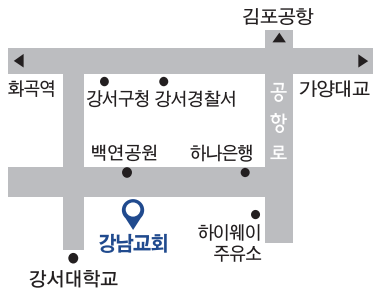 김포공항
화곡역
강서구청
강서경찰서
가양대교
공항로
백연공원
하나은행
강남교회
하이웨이
주유소
강서대학교